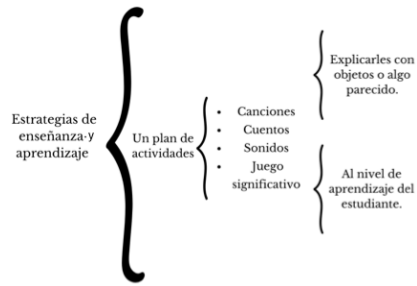 Estrategias de
enseñanza·y
aprendizaje
Un plan de
actividades
• Canciones
• Cuentos
• Sonidos
• Juego
significativo
Explicarles con
objetos o algo
parecido.
Al nivel de
aprendizaje del
estudiante.